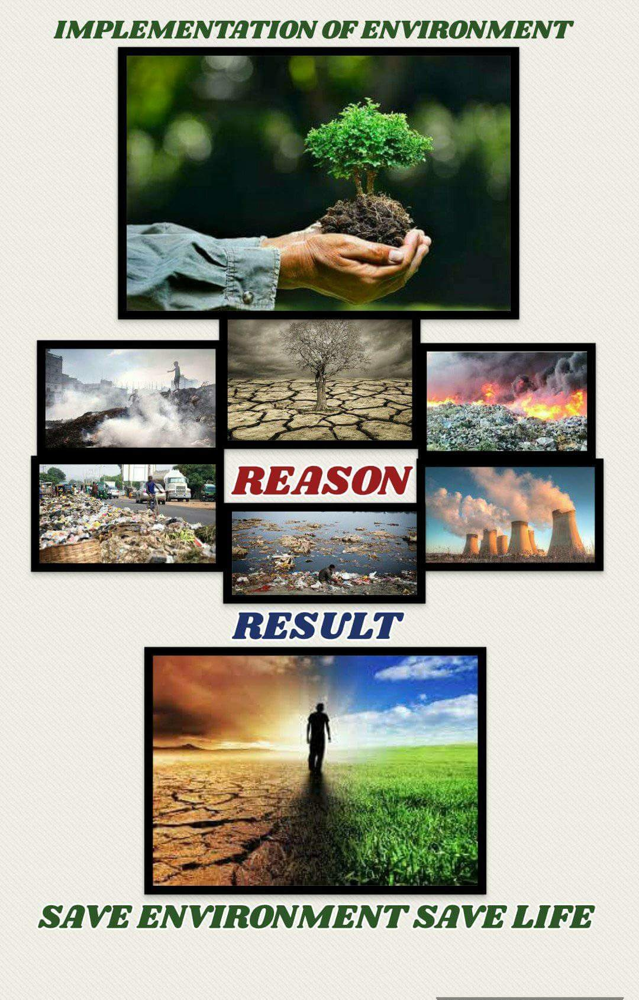 IMPLEMENTATION OF ENVIRONMENT
REASON
RESULT
SAVE ENVIRONMENT SAVE LIFE